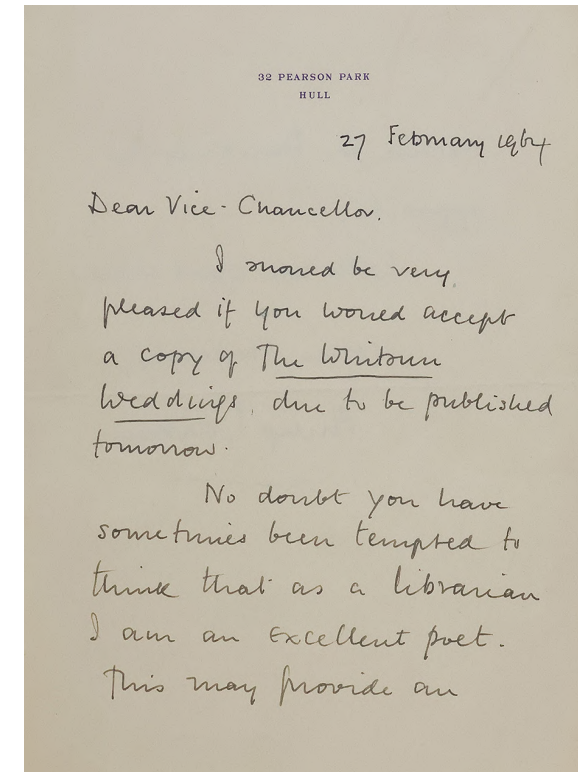 32 PEARSON PARK
HULL
27 February 1964
Dear Vice-Chancellor,
I should be very
pleased if you would accept
a copy of The Whitsun
Weddings, due to be published
tomorrow.
No doubt you have
sometimes been tempted to
think that as a librarian
I am an excellent poet.
This may provide an